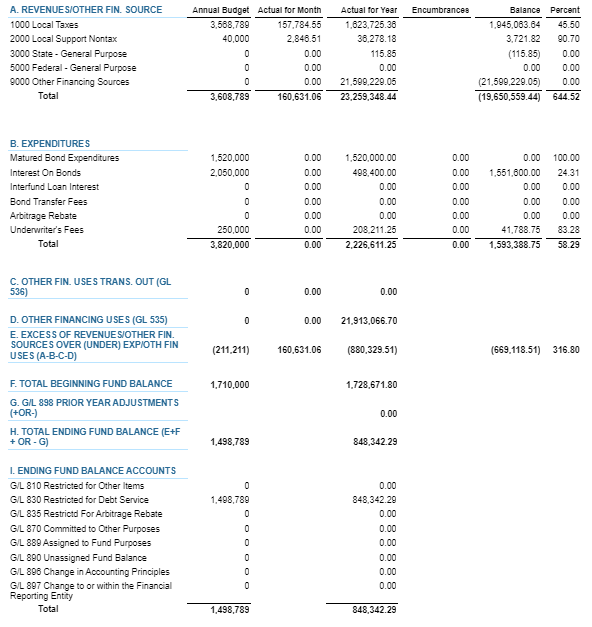 A. REVENUES/OTHER FIN. SOURCE Annual Budget Actual for Month Actual for Year Encumbrances Balance Percent
1000 Local Taxes 3,568,789 157,784.55 1,623,725.36 1,945,063.64 45.50
2000 Local Support Nontax 40,000 2,846.51 36,278.18 3,721.82 90.70
3000 State - General Purpose 0 0.00 115.85 (115.85) 0.00
5000 Federal - General Purpose 0 0.00 0.00 0.00 0.00
9000 Other Financing Sources 0 0.00 21,599,229.05 (21,599,229.05) 0.00
Total 3,608,789 160,631.06 23,259,348.44 (19,650,559.44) 644.52
B. EXPENDITURES
Matured Bond Expenditures 1,520,000 0.00 1,520,000.00 0.00 0.00 100.00
Interest On Bonds 2,050,000 0.00 498,400.00 0.00 1,551,600.00 24.31
Interfund Loan Interest 0 0.00 0.00 0.00 0.00 0.00
Bond Transfer Fees 0 0.00 0.00 0.00 0.00 0.00
Arbitrage Rebate 0 0.00 0.00 0.00 0.00 0.00
Underwriter's Fees 250,000 0.00 208,211.25 0.00 41,788.75 83.28
Total 3,820,000 0.00 2,226,611.25 0.00 1,593,388.75 58.29
C. OTHER FIN. USES TRANS. OUT (GL
536) 0 0.00 0.00
D. OTHER FINANCING USES (GL 535) 0 0.00 21,913,066.70
E. EXCESS OF REVENUES/OTHER FIN.
SOURCES OVER (UNDER) EXP/OTH FIN
USES (A-B-C-D) (211,211) 160,631.06 (880,329.51) (669,118.51) 316.80
F. TOTAL BEGINNING FUND BALANCE 1,710,000 1,728,671.80
G. G/L 898 PRIOR YEAR ADJUSTMENTS
(+OR-) 0.00
H. TOTAL ENDING FUND BALANCE (E+F
+ OR - G) 1,498,789 848,342.29
I. ENDING FUND BALANCE ACCOUNTS
G/L 810 Restricted for Other Items 0 0.00
G/L 830 Restricted for Debt Service 1,498,789 848,342.29
G/L 835 Restrictd For Arbitrage Rebate 0 0.00
G/L 870 Committed to Other Purposes 0 0.00
G/L 889 Assigned to Fund Purposes 0 0.00
G/L 890 Unassigned Fund Balance 0 0.00
G/L 896 Change in Accounting Principles 0 0.00
G/L 897 Change to or within the Financial 0 0.00
Reporting Entity
Total 1,498,789 848,342.29